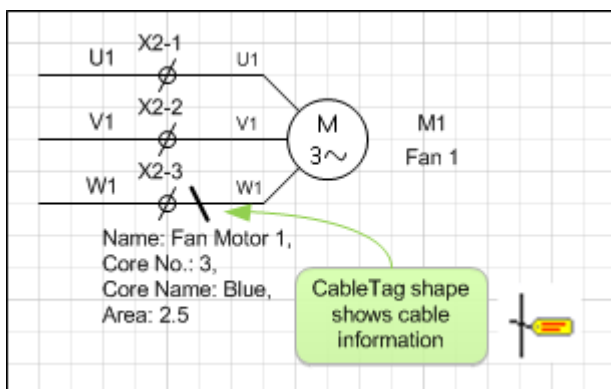 X2-1
U1
U1
X2-2
V1
V1
M
3～
M1
Fan 1
X2-3
W1
W1
Name: Fan Motor 1,
Core No.: 3,
Core Name: Blue,
Area: 2.5
CableTag shape
shows cable
information